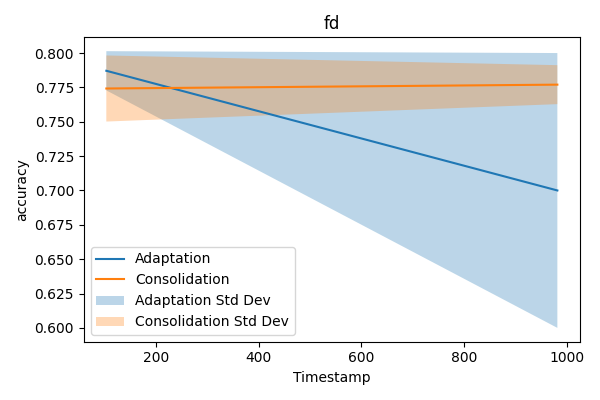 fd
0.800
0.775
0.750
0.725
0.700
0.675
0.650
0.625
0.600
accuracy
Adaptation
Consolidation
Adaptation Std Dev
Consolidation Std Dev
200
400
600
800
1000
Timestamp